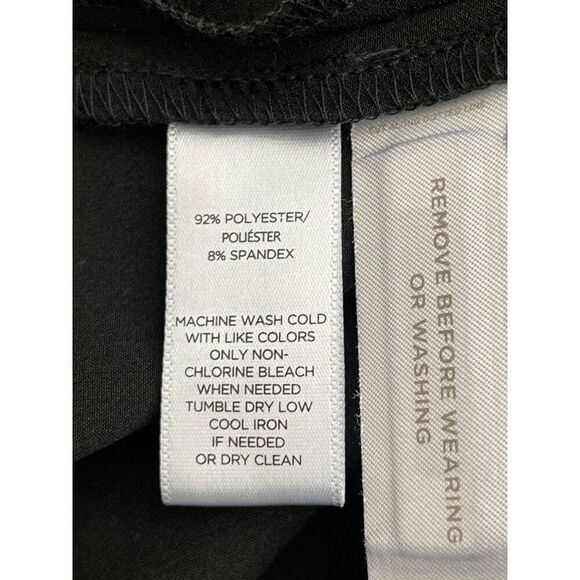 92% POLYESTER/
POLIÉSTER
8% SPANDEX
MACHINE WASH COLD
WITH LIKE COLORS
ONLY NON-
CHLORINE BLEACH
WHEN NEEDED
TUMBLE DRY LOW
COOL IRON
IF NEEDED
OR DRY CLEAN
REMOVE BEFORE WEARING
OR WASHING